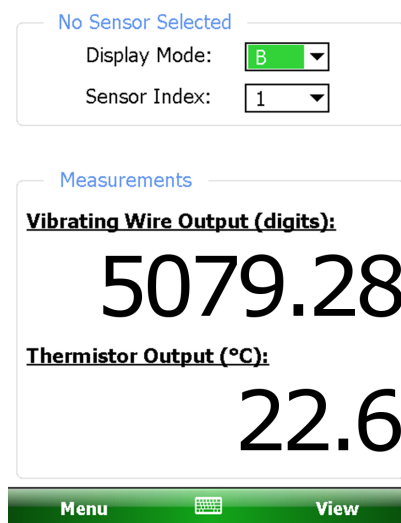 No Sensor Selected
Display Mode: B
Sensor Index: 1
Measurements
Vibrating Wire Output (digits):
5079.28
Thermistor Output (°C):
22.6
Menu View